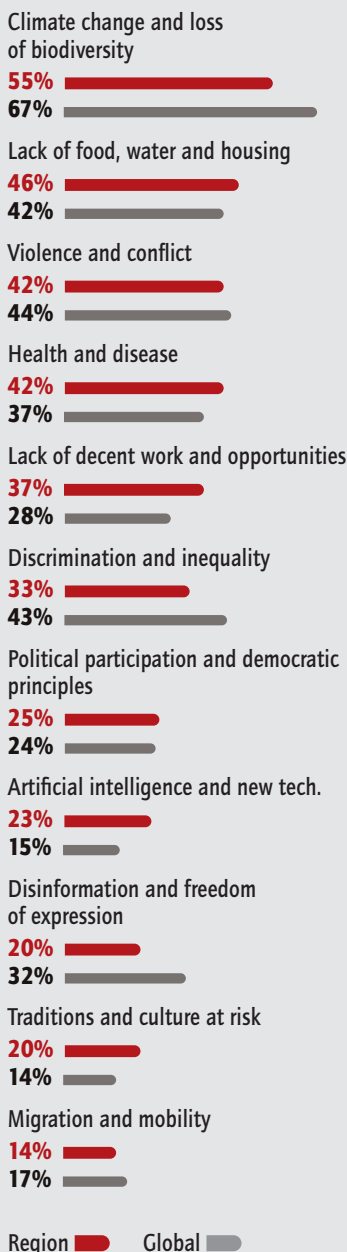 Climate change and loss
of biodiversity
55%
67%
Lack of food, water and housing
46%
42%
Violence and conflict
42%
44%
Health and disease
42%
37%
Lack of decent work and opportunities
37%
28%
Discrimination and inequality
33%
43%
Political participation and democratic
principles
25%
24%
Artificial intelligence and new tech.
23%
15%
Disinformation and freedom
of expression
20%
32%
Traditions and culture at risk
20%
14%
Migration and mobility
14%
17%
Region Global